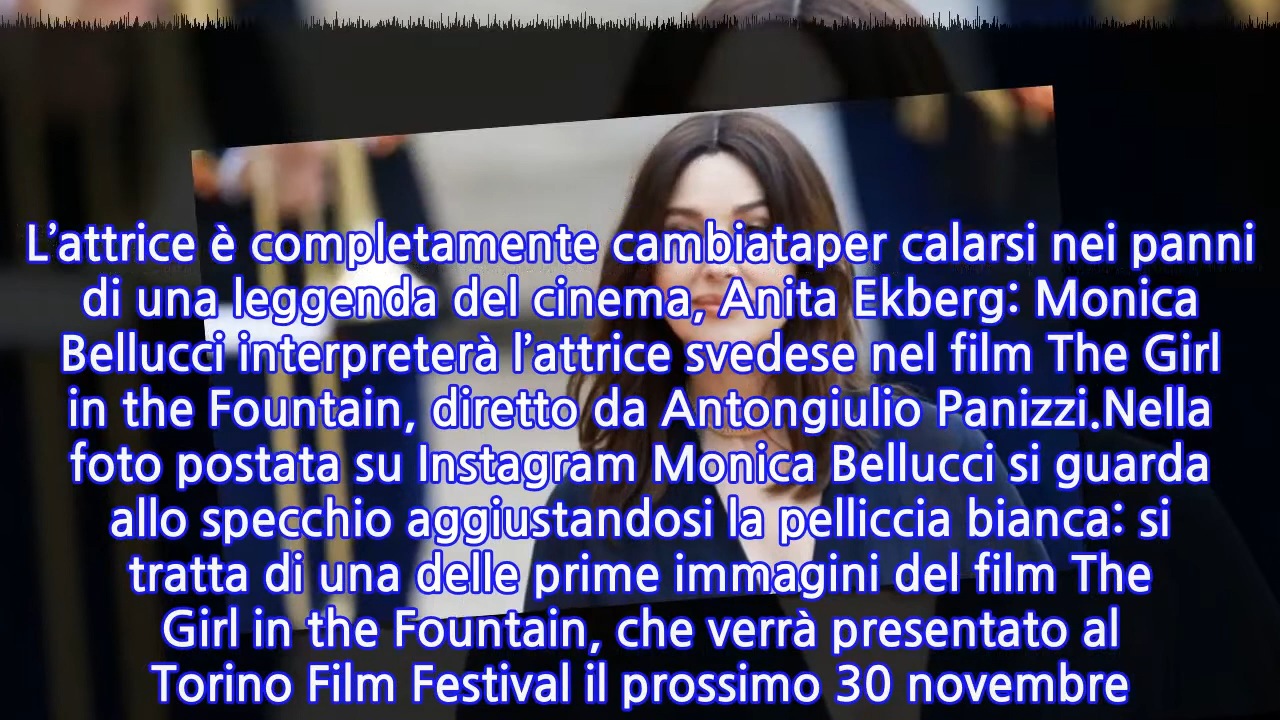 L’attrice è completamente cambiataper calarsi nei panni
di una leggenda del cinema, Anita Ekberg: Monica
Bellucci interpreterà l’attrice svedese nel film The Girl
in the Fountain, diretto da Antongiulio Panizzi.Nella
foto postata su Instagram Monica Bellucci si guarda
allo specchio aggiustandosi la pelliccia bianca: si
tratta di una delle prime immagini del film The
Girl in the Fountain, che verrà presentato al
Torino Film Festival il prossimo 30 novembre